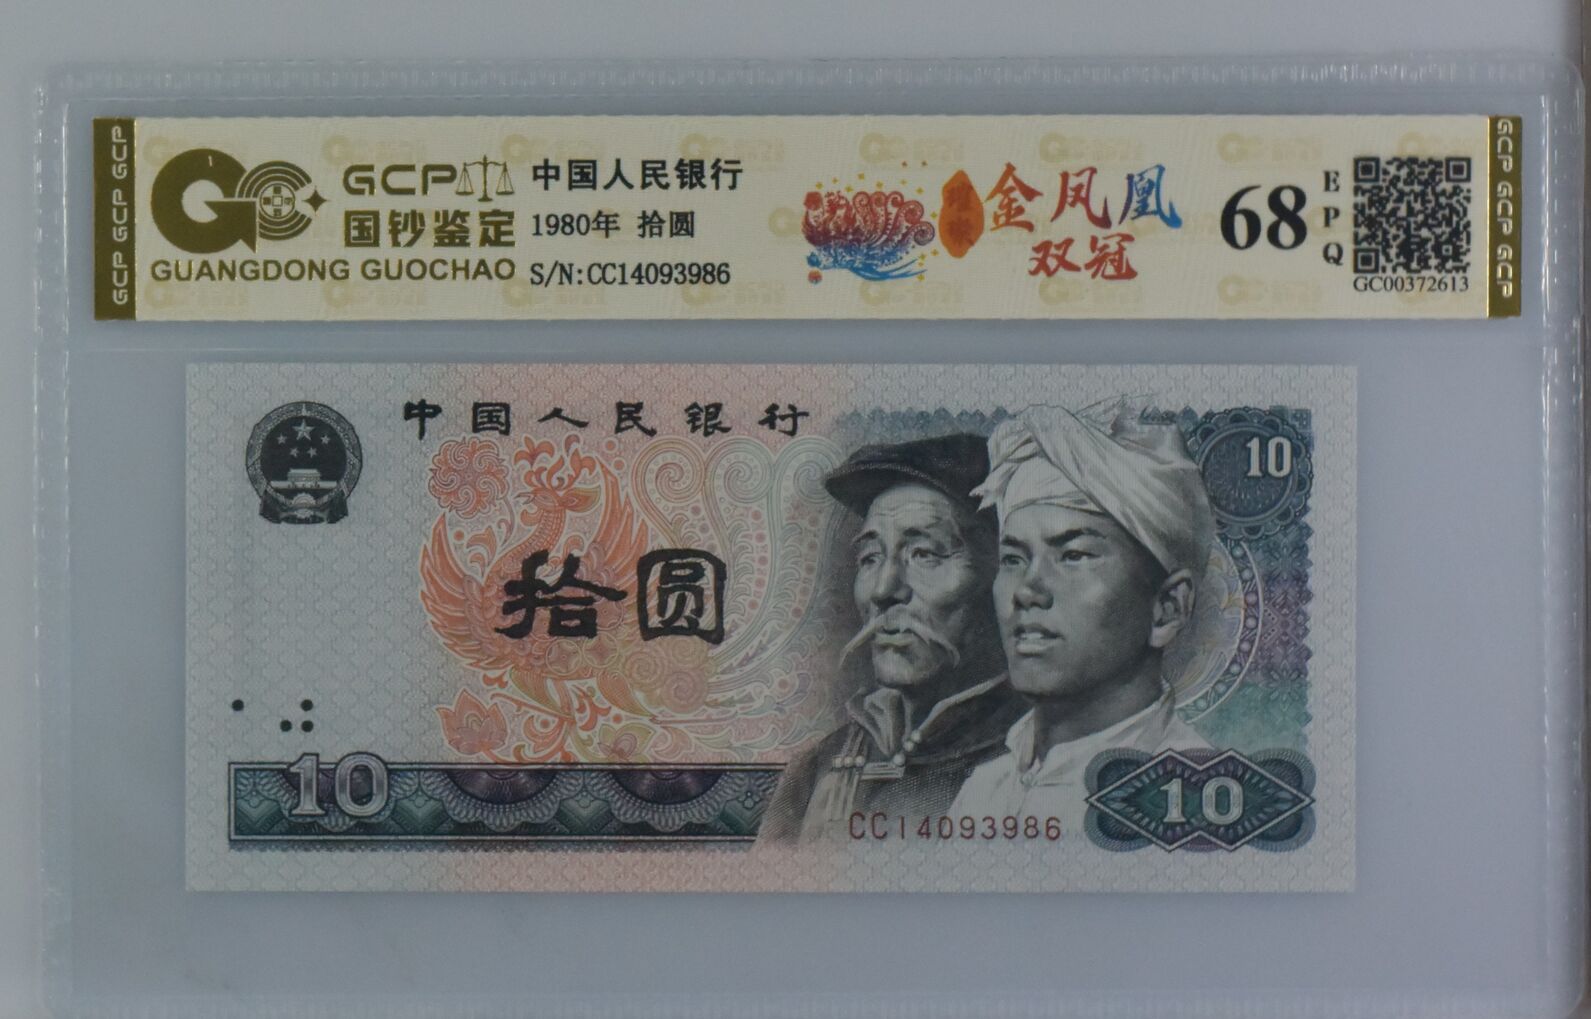 GCP GCP GCP
GCP
国钞鉴定
GUANGDONG GUOCHAO
中国人民银行
1980年 拾圆
S/N:CC14093986
金凤凰
双冠
68
EPQ
GC00372613
GCP GCP GCP
中国人民银行
10
拾圆
10
10
CC14093986